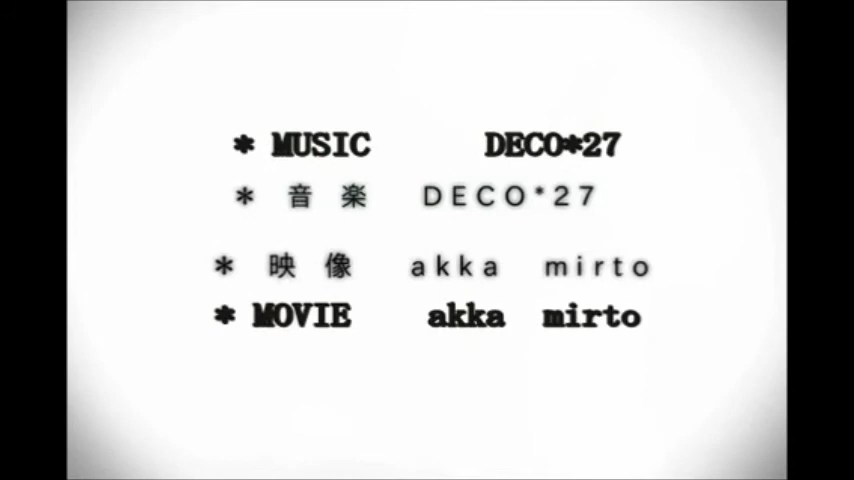 * MUSIC DECO*27
* 音 楽 DECO*27
* 映 像 akka mirto
* MOVIE akka mirto